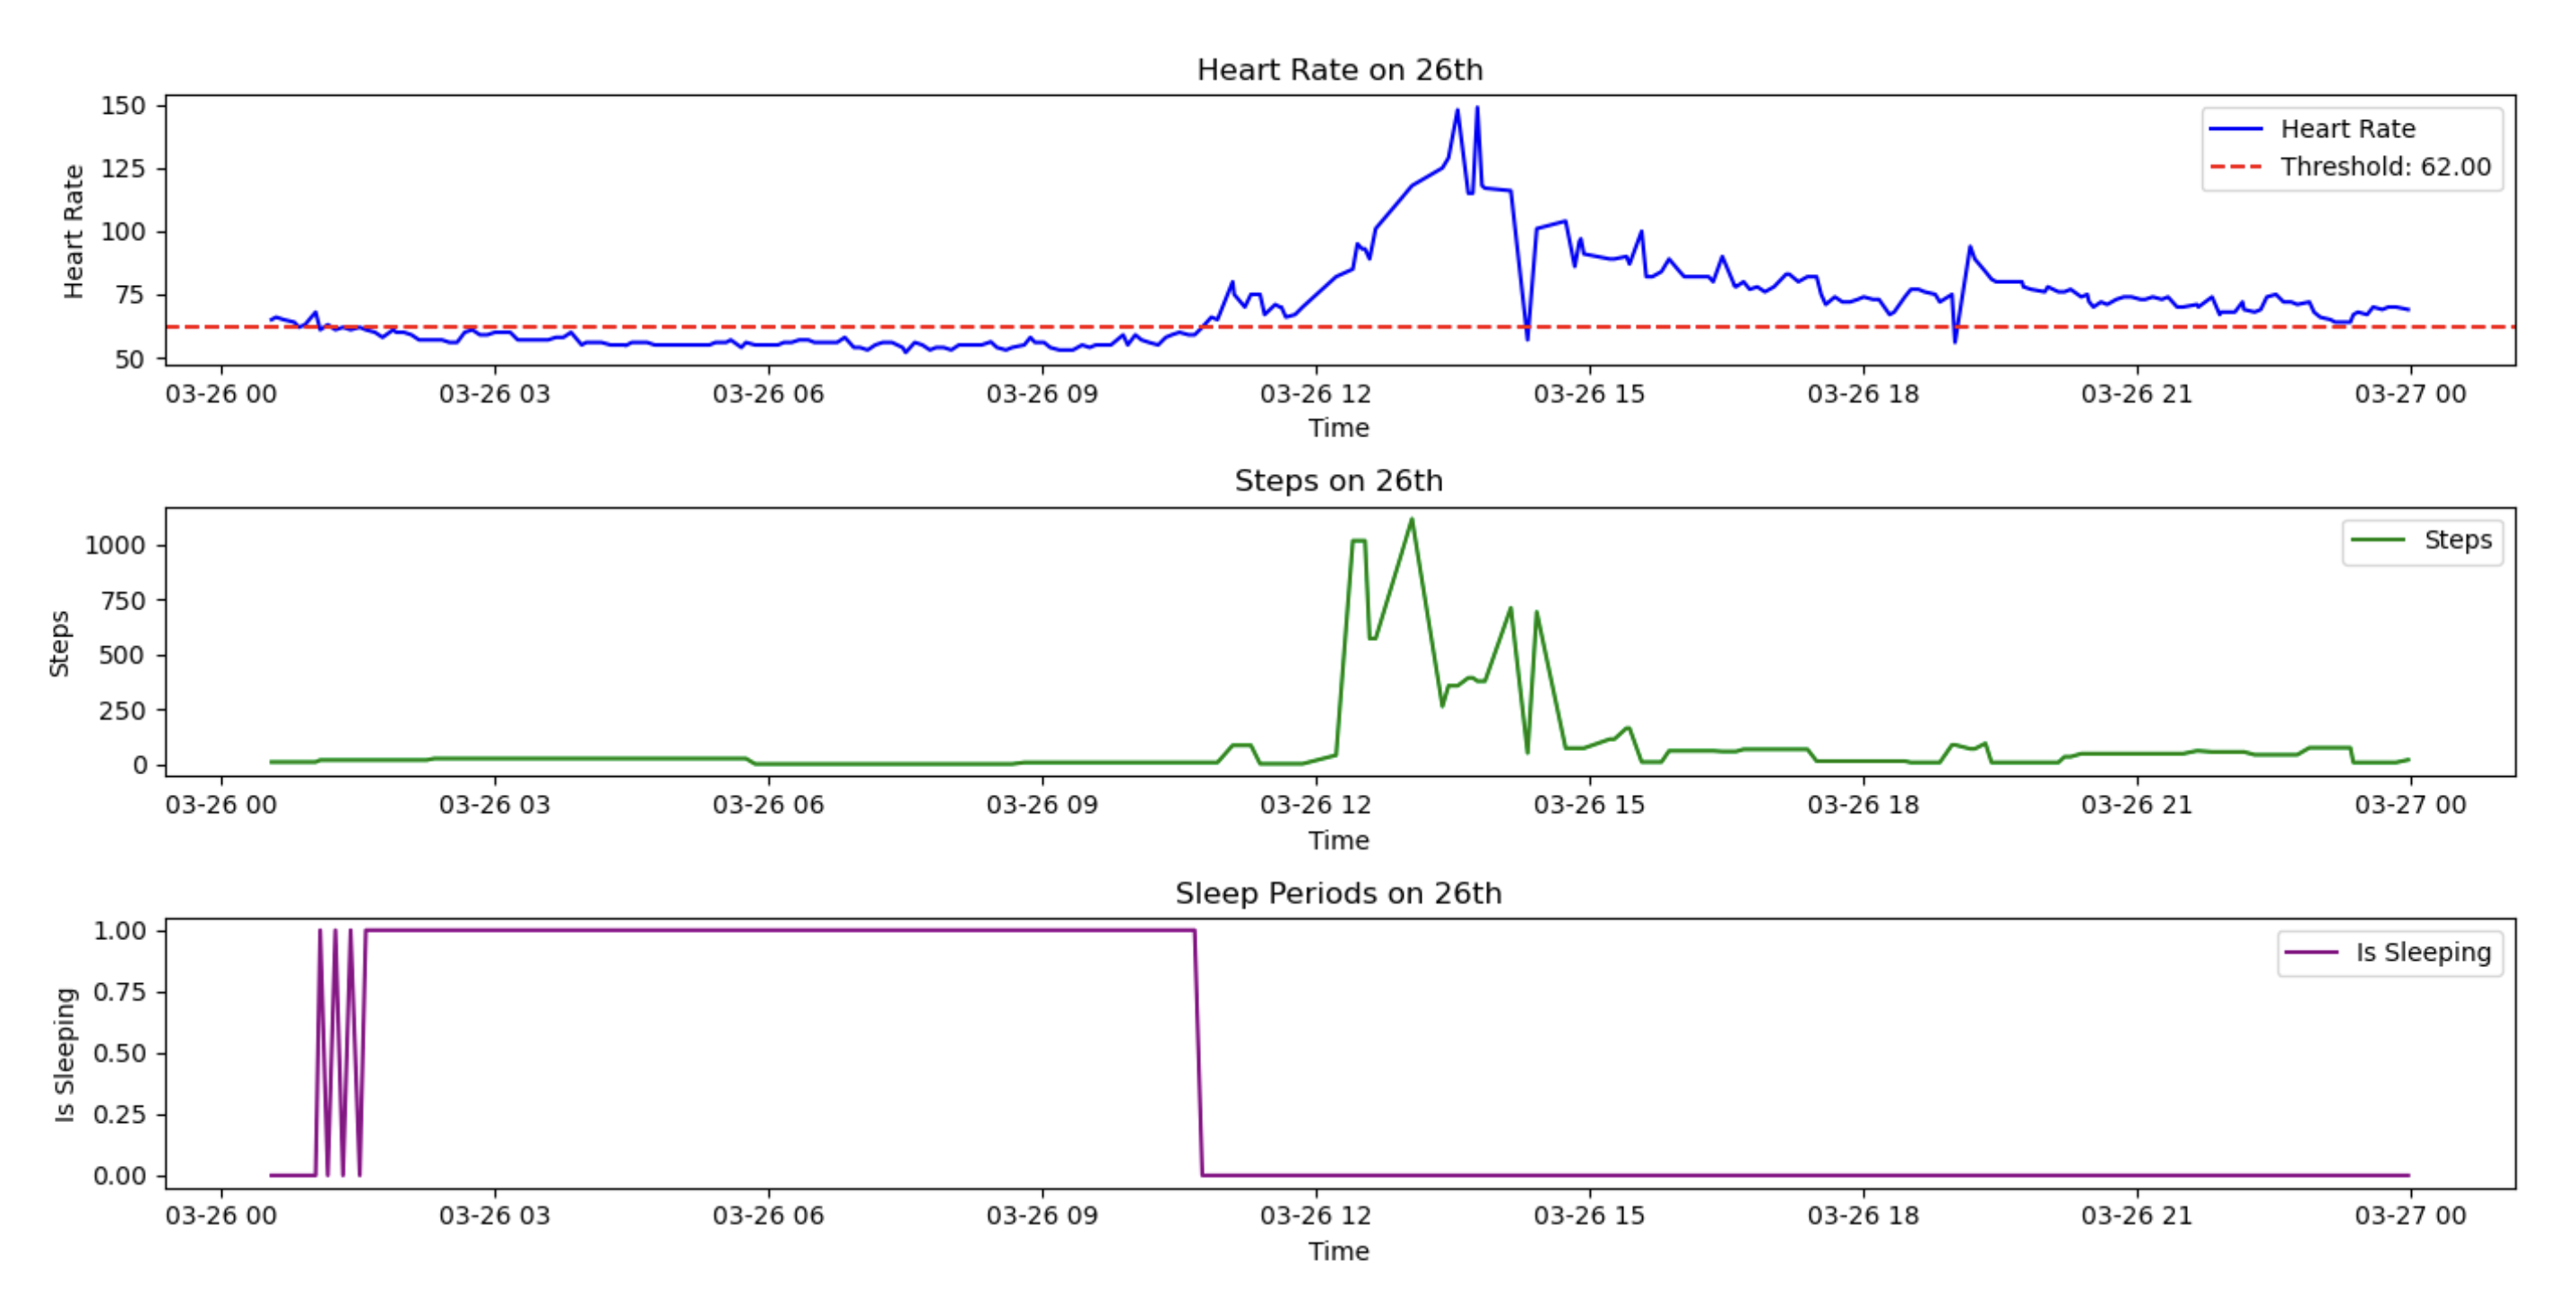 Heart Rate on 26th
150
125
100
75
50
Heart Rate
Heart Rate
Threshold: 62.00
03-26 00 03-26 03 03-26 06 03-26 09 03-26 12 03-26 15 03-26 18 03-26 21 03-27 00
Time
Steps on 26th
1000
750
500
250
0
Steps
Steps
03-26 00 03-26 03 03-26 06 03-26 09 03-26 12 03-26 15 03-26 18 03-26 21 03-27 00
Time
Sleep Periods on 26th
1.00
0.75
0.50
0.25
0.00
Is Sleeping
Is Sleeping
03-26 00 03-26 03 03-26 06 03-26 09 03-26 12 03-26 15 03-26 18 03-26 21 03-27 00
Time